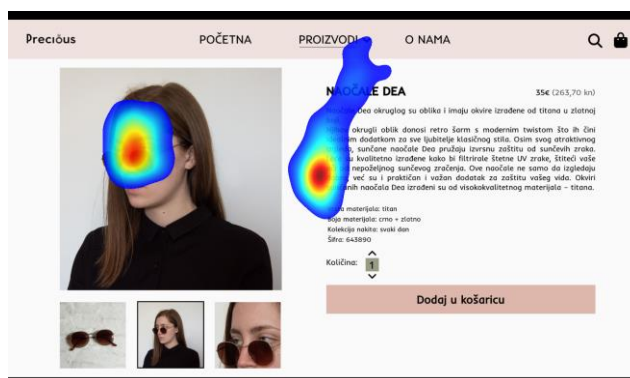 Precıõus
POČETNA
PROIZVODI
O NAMA
NAOČALE DEA
35€ (263,70 kn)
Dea okruglog su oblika i imaju okvire izrađene od titana u zlatnoj
okrugli oblik donosi retro šarm s modernim twistom što ih čini
dodatkom za sve ljubitelje klasičnog stila. Osim svog atraktivnog
sunčane naočale Dea pružaju izvrsnu zaštitu od sunčevih zraka.
su kvalitetno izrađene kako bi filtrirale štetne UV zrake, štiteći vaše
nepoželjnog sunčevog zračenja. Ove naočale ne samo da izgledaju
već su i praktičan i važan dodatak za zaštitu vašeg vida. Okviri
naočala Dea izrađeni su od visokokvalitetnog materijala – titana.
materijala: titan
Boja materijala: crno + zlatno
Kolekcija nakita: svaki dan
Šifra: 643890
Količina:
1
Dodaj u košaricu